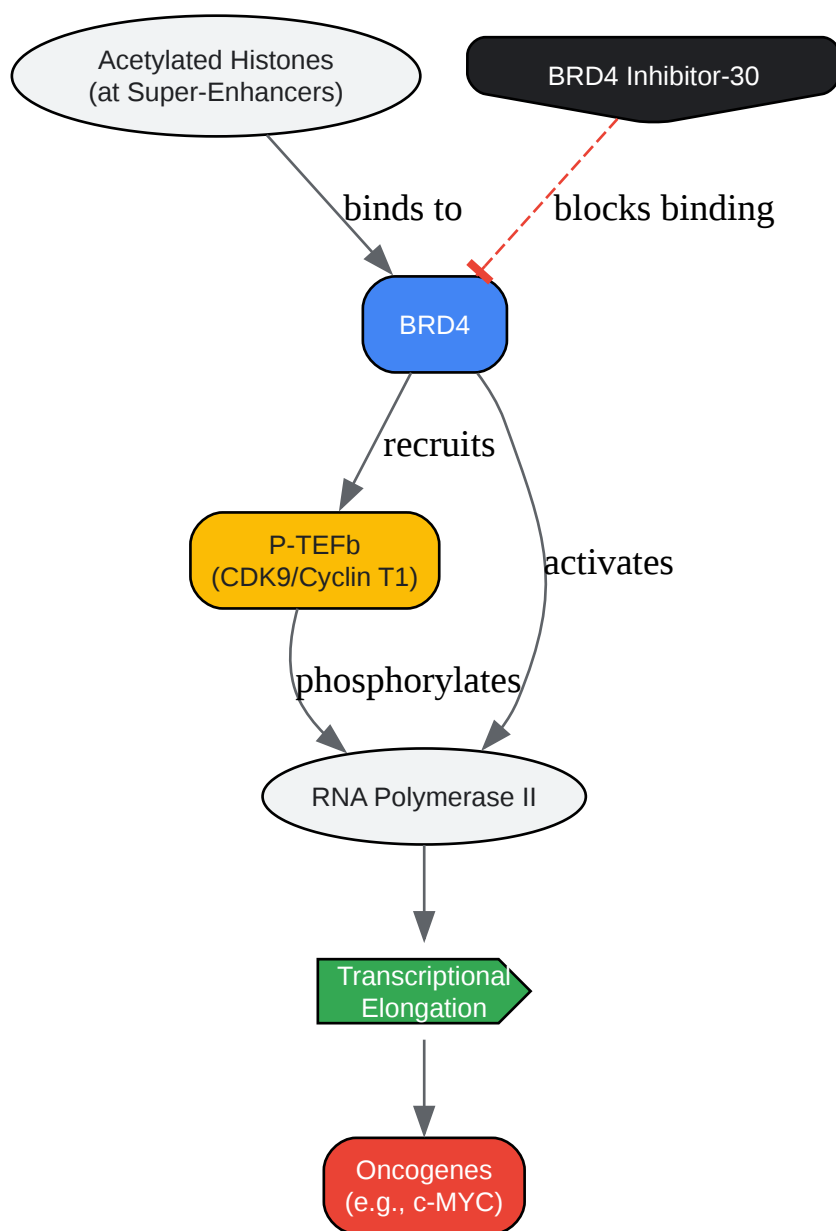 Acetylated Histones
(at Super-Enhancers)
BRD4 Inhibitor-30
binds to
blocks binding
BRD4
recruits
P-TEFb
(CDK9/Cyclin T1)
activates
phosphorylates
RNA Polymerase II
Transcriptional
Elongation
Oncogenes
(e.g., c-MYC)